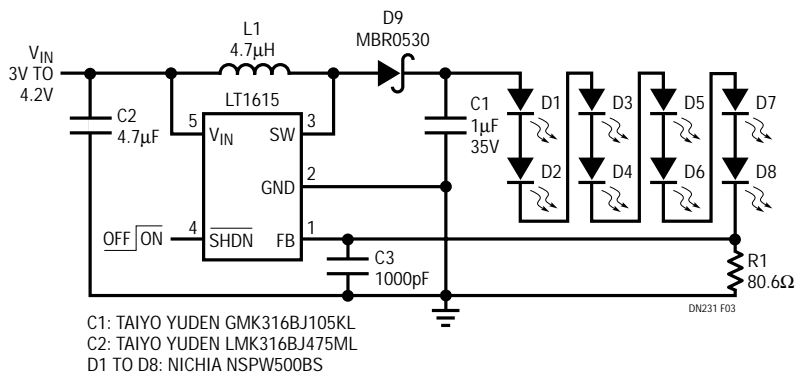 D9
MBR0530
L1
4.7µH
VIN
3V TO
4.2V
C2
4.7µF
LT1615
5
VIN
SW
3
GND
2
OFF ON
4
SHDN
FB
1
C1
1µF
35V
D1
D3
D5
D7
D2
D4
D6
D8
C3
1000pF
R1
80.6Ω
DN231 F03
C1: TAIYO YUDEN GMK316BJ105KL
C2: TAIYO YUDEN LMK316BJ475ML
D1 TO D8: NICHIA NSPW500BS